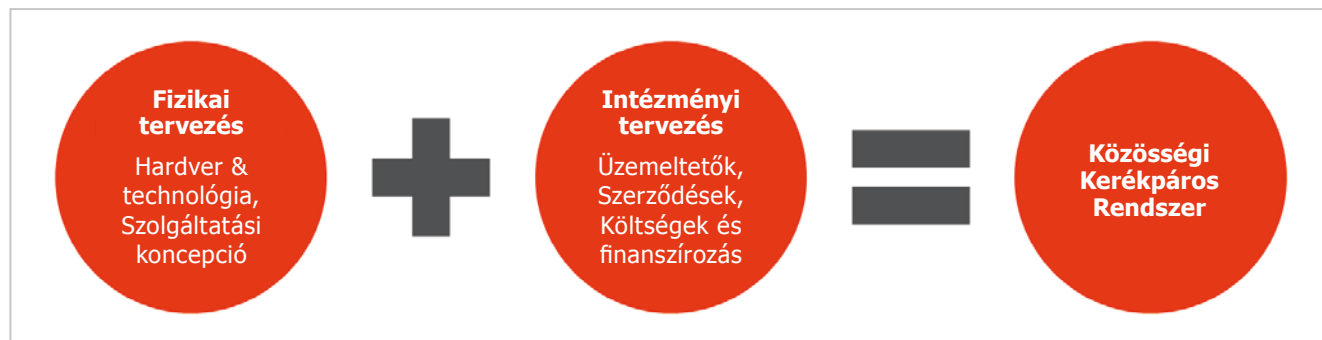 Fizikai
tervezés
Hardver &
technológia,
Szolgáltatási
koncepció
Intézményi
tervezés
Üzemeltetők,
Szerződések,
Költségek és
finanszírozás
Közösségi
Kerékpáros
Rendszer